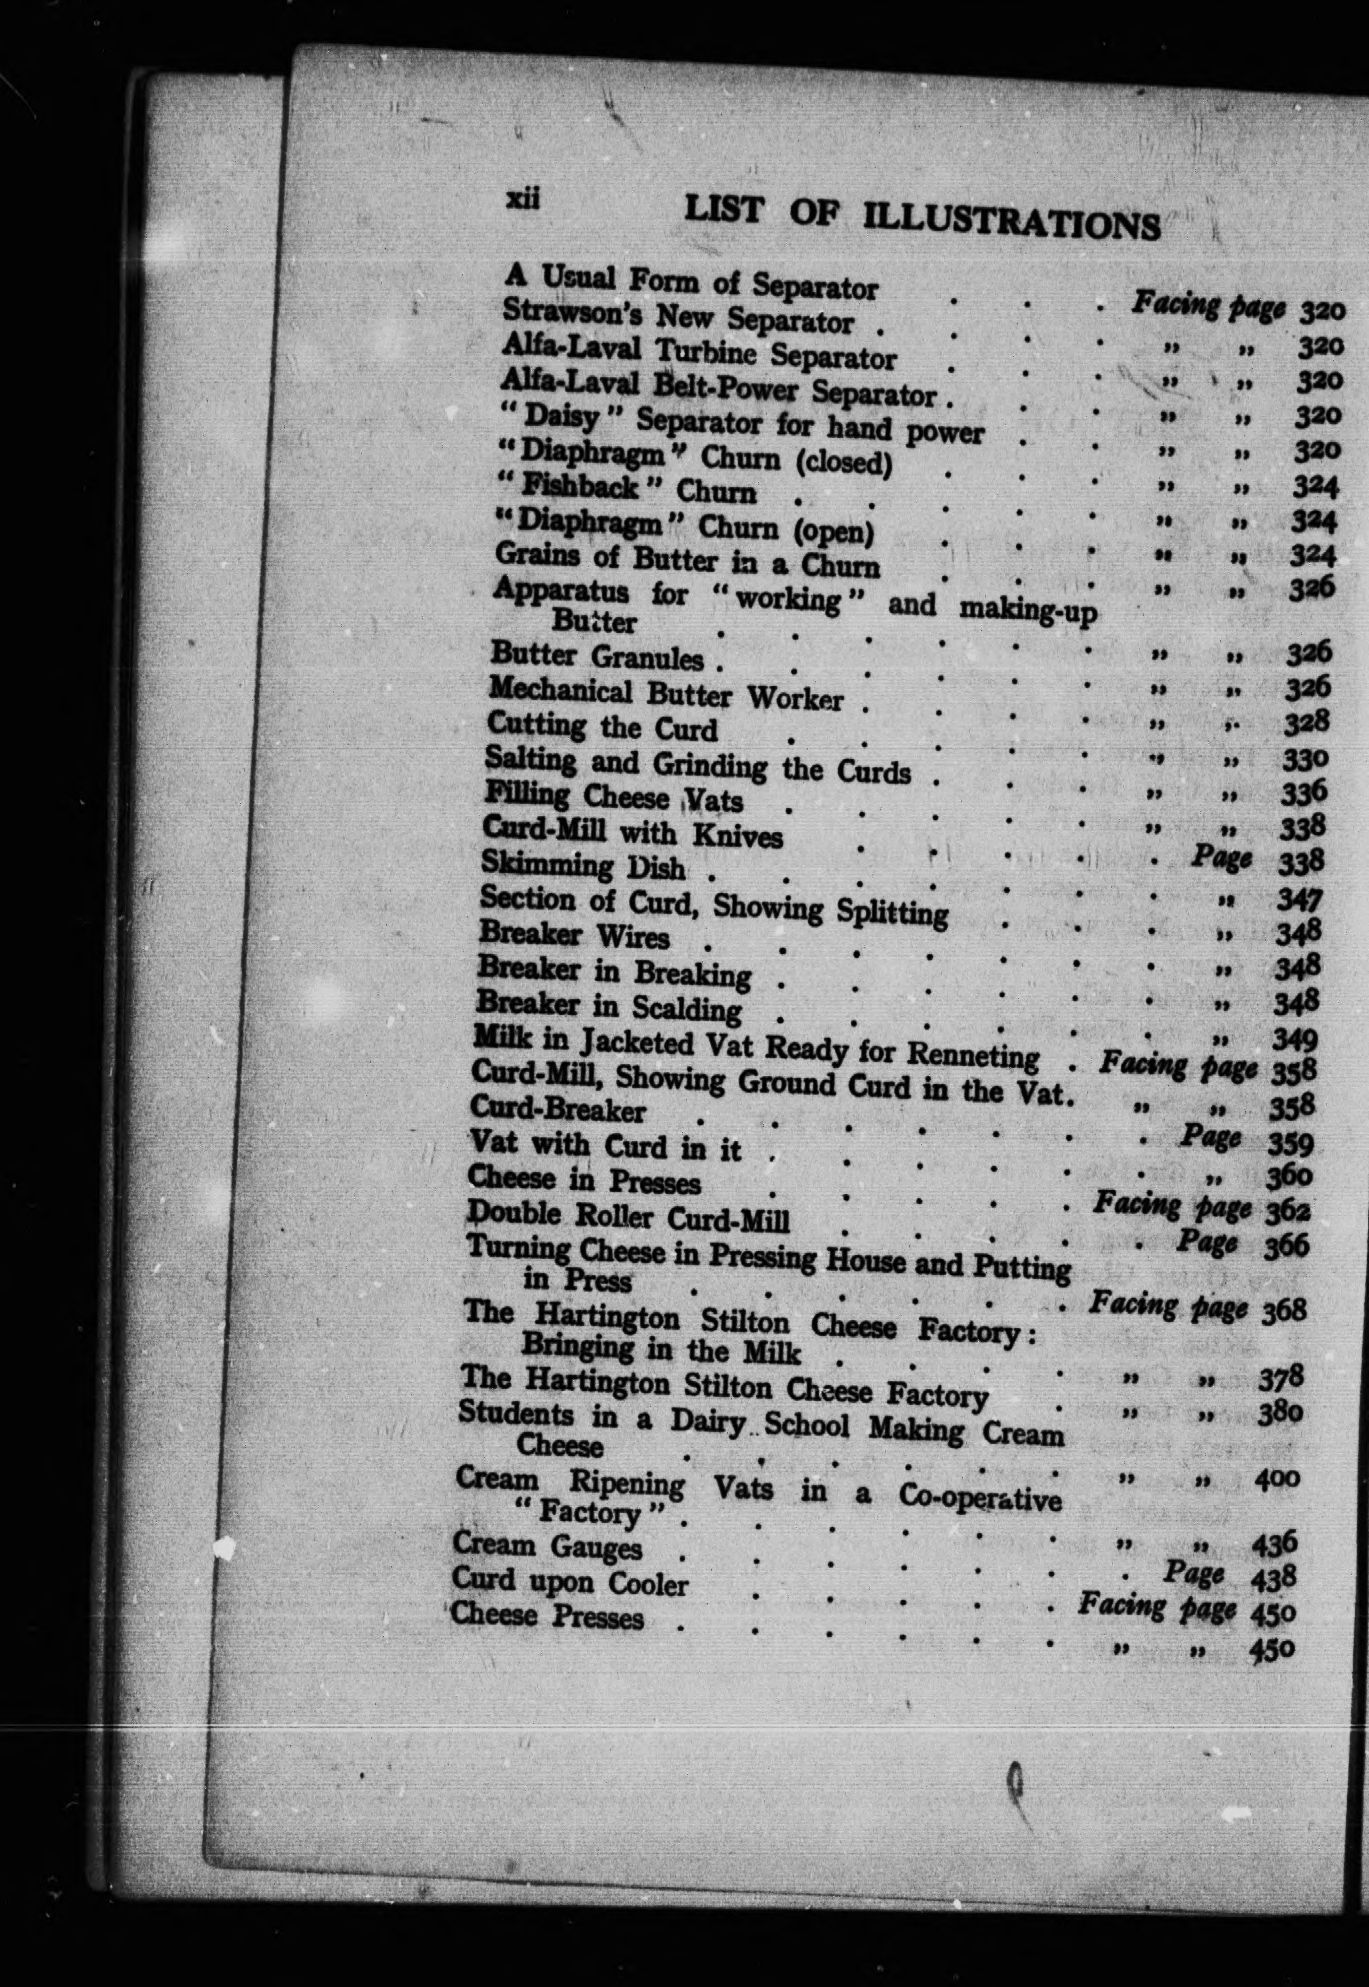 xii LIST OF ILLUSTRATIONS
A Usual Form of Separator . . . Facing page 320
Strawson's New Separator . . . . „ „ 320
Alfa-Laval Turbine Separator . . . „ „ 320
Alfa-Laval Belt-Power Separator . . . „ „ 320
"Daisy" Separator for hand power . . „ „ 320
"Diaphragm" Churn (closed) . . . „ „ 324
"Fishback" Churn . . . . . „ „ 324
"Diaphragm" Churn (open) . . . „ „ 324
Grains of Butter in a Churn . . . „ „ 326
Apparatus for "working" and making-up
Butter . . . . . . „ „ 326
Butter Granules . . . . . . „ „ 326
Mechanical Butter Worker . . . . „ „ 328
Cutting the Curd . . . . . „ „ 330
Salting and Grinding the Curds . . . „ „ 336
Filling Cheese Vats . . . . . „ „ 338
Curd-Mill with Knives . . . . . Page 338
Skimming Dish . . . . . . . „ 347
Section of Curd, Showing Splitting . . . „ 348
Breaker Wires . . . . . . . „ 348
Breaker in Breaking . . . . . . „ 348
Breaker in Scalding . . . . . . „ 349
Milk in Jacketed Vat Ready for Renneting . Facing page 358
Curd-Mill, Showing Ground Curd in the Vat . „ „ 358
Curd-Breaker . . . . . . . Page 359
Vat with Curd in it . . . . . . „ 360
Cheese in Presses . . . . . Facing page 362
Double Roller Curd-Mill . . . . . Page 366
Turning Cheese in Pressing House and Putting
in Press . . . . . . Facing page 368
The Hartington Stilton Cheese Factory:
Bringing in the Milk . . . . „ „ 378
The Hartington Stilton Cheese Factory . „ „ 380
Students in a Dairy School Making Cream
Cheese . . . . . . „ „ 400
Cream Ripening Vats in a Co-operative
"Factory" . . . . . . „ „ 436
Cream Gauges . . . . . . . Page 438
Curd upon Cooler . . . . . Facing page 450
Cheese Presses . . . . . . „ „ 450